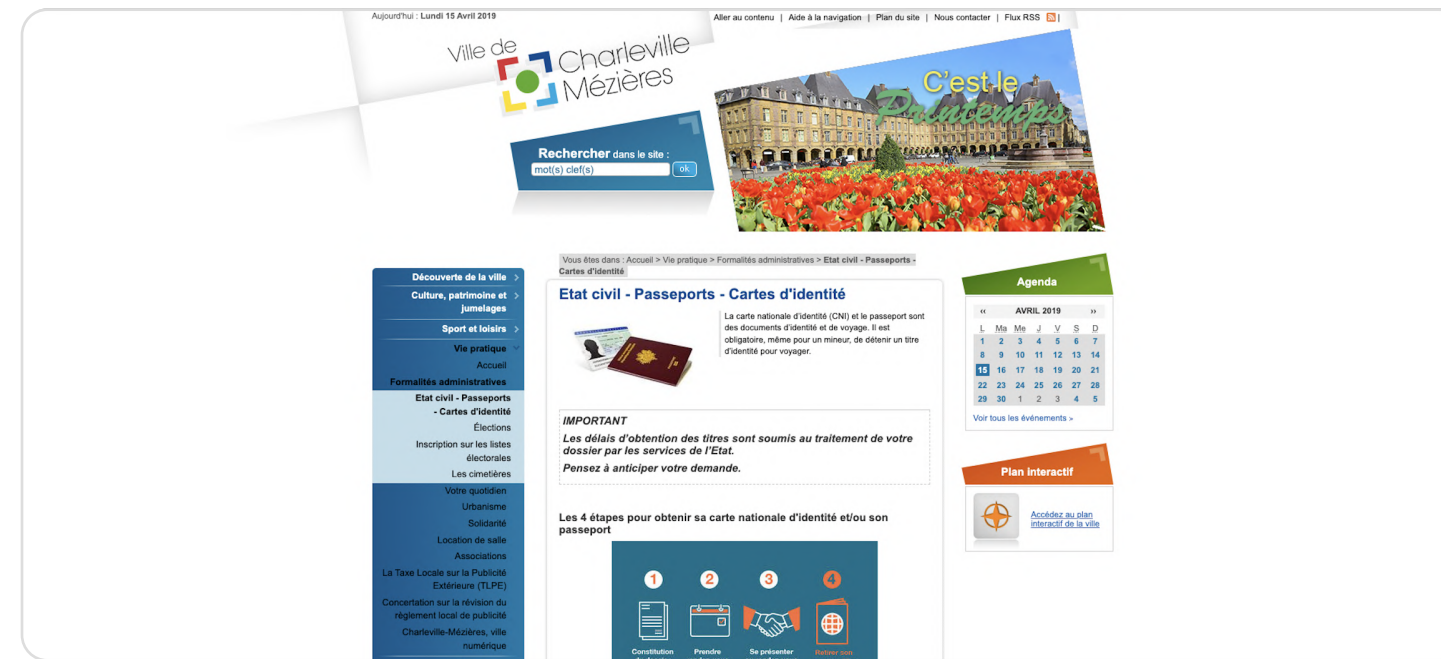 Aujourd'hui : Lundi 15 Avril 2019
Aller au contenu | Aide à la navigation | Plan du site | Nous contacter | Flux RSS |
Ville de
Charleville
Mézières
C'est le
Printemps
Rechercher dans le site :
mot(s) clef(s)
ok
Découverte de la ville >
Culture, patrimoine et >
jumelages
Sport et loisirs >
Vie pratique
Accueil
Formalités administratives
Etat civil - Passeports
- Cartes d'identité
Élections
Inscription sur les listes
électorales
Les cimetières
Votre quotidien
Urbanisme
Solidarité
Location de salle
Associations
La Taxe Locale sur la Publicité
Extérieure (TLPE)
Concertation sur la révision du
règlement local de publicité
Charleville-Mézières, ville
numérique
Vous êtes dans : Accueil > Vie pratique > Formalités administratives > Etat civil - Passeports -
Cartes d'identité
Etat civil - Passeports - Cartes d'identité
La carte nationale d'identité (CNI) et le passeport sont
des documents d'identité et de voyage. Il est
obligatoire, même pour un mineur, de détenir un titre
d'identité pour voyager.
IMPORTANT
Les délais d'obtention des titres sont soumis au traitement de votre
dossier par les services de l'Etat.
Pensez à anticiper votre demande.
Les 4 étapes pour obtenir sa carte nationale d'identité et/ou son
passeport
1 2 3 4
Constitution Prendre Se présenter Retirer son
Agenda
‹‹ AVRIL 2019 ››
L Ma Me J V S D
1 2 3 4 5 6 7
8 9 10 11 12 13 14
15 16 17 18 19 20 21
22 23 24 25 26 27 28
29 30 1 2 3 4 5
Voir tous les événements »
Plan interactif
Accédez au plan
interactif de la ville